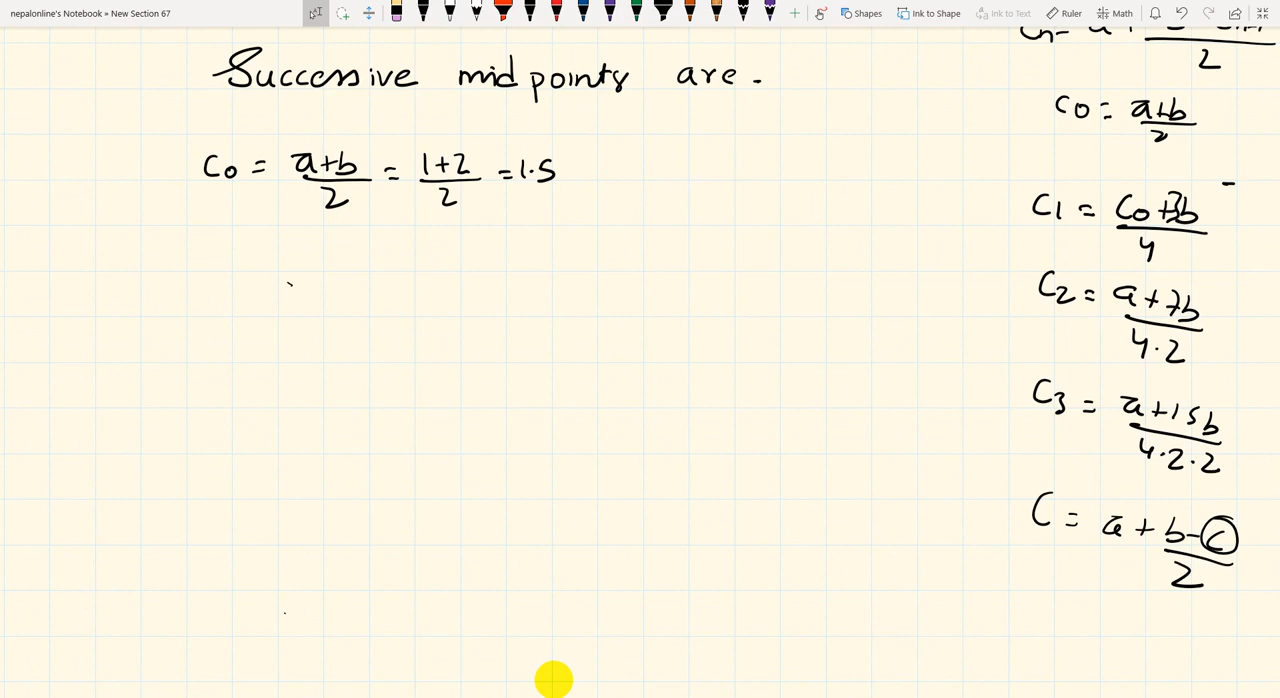 nepalonline's Notebook » New Section 67
Shapes Ink to Shape Ink to Text Ruler Math
Successive midpoints are.
C0 = a+b/2 = 1+2/2 = 1.5
2
C0 = a+b/2
C1 = C0+3b/4
C2 = a+7b/4·2
C3 = a+15b/4·2·2
C = a + b-c/2